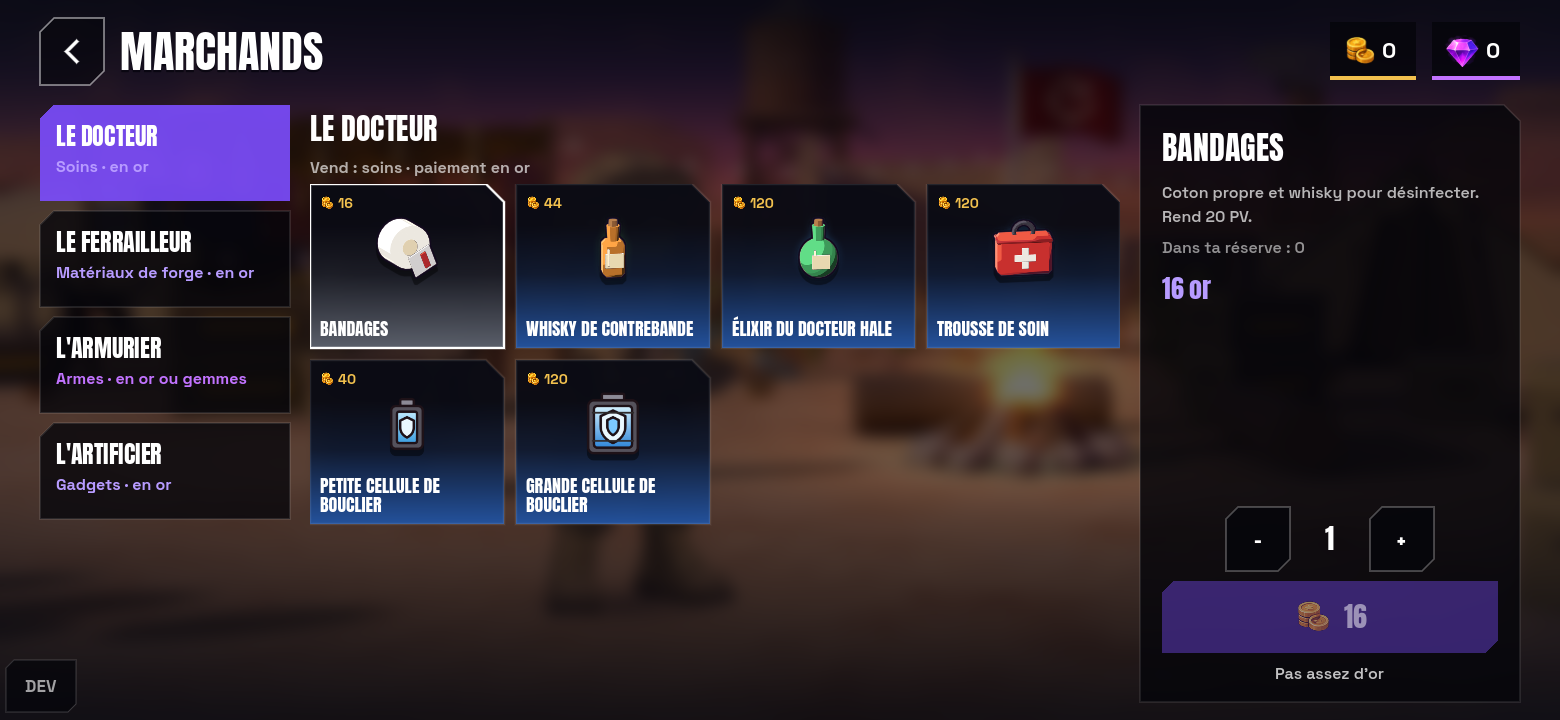 MARCHANDS
0
0
LE DOCTEUR
Soins · en or
LE FERRAILLEUR
Matériaux de forge · en or
L'ARMURIER
Armes · en or ou gemmes
L'ARTIFICIER
Gadgets · en or
LE DOCTEUR
Vend : soins · paiement en or
16
BANDAGES
44
WHISKY DE CONTREBANDE
120
ÉLIXIR DU DOCTEUR HALE
120
TROUSSE DE SOIN
40
PETITE CELLULE DE
BOUCLIER
120
GRANDE CELLULE DE
BOUCLIER
BANDAGES
Coton propre et whisky pour désinfecter.
Rend 20 PV.
Dans ta réserve : 0
16 or
- 1 +
16
Pas assez d'or
DEV